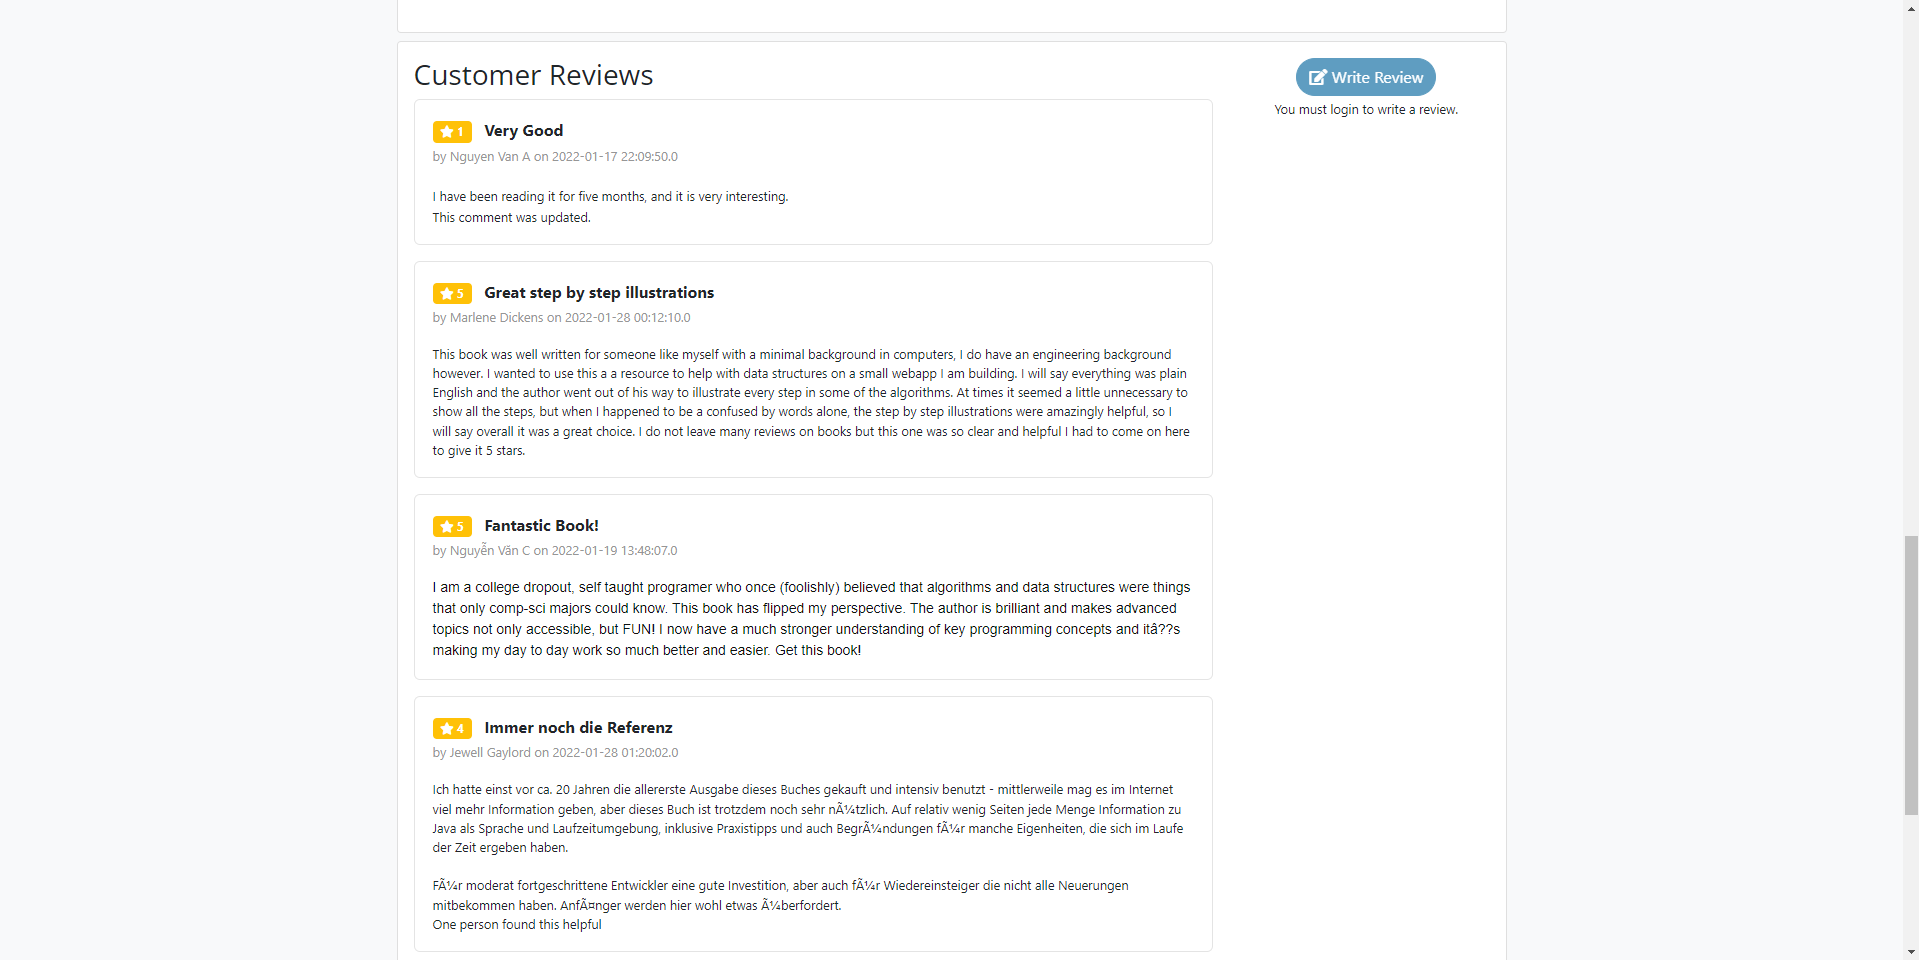 Customer Reviews
Write Review
You must login to write a review.
1 Very Good
by Nguyen Van A on 2022-01-17 22:09:50.0
I have been reading it for five months, and it is very interesting.
This comment was updated.
5 Great step by step illustrations
by Marlene Dickens on 2022-01-28 00:12:10.0
This book was well written for someone like myself with a minimal background in computers, I do have an engineering background
however. I wanted to use this a a resource to help with data structures on a small webapp I am building. I will say everything was plain
English and the author went out of his way to illustrate every step in some of the algorithms. At times it seemed a little unnecessary to
show all the steps, but when I happened to be a confused by words alone, the step by step illustrations were amazingly helpful, so I
will say overall it was a great choice. I do not leave many reviews on books but this one was so clear and helpful I had to come on here
to give it 5 stars.
5 Fantastic Book!
by Nguyễn Văn C on 2022-01-19 13:48:07.0
I am a college dropout, self taught programer who once (foolishly) believed that algorithms and data structures were things
that only comp-sci majors could know. This book has flipped my perspective. The author is brilliant and makes advanced
topics not only accessible, but FUN! I now have a much stronger understanding of key programming concepts and itâ??s
making my day to day work so much better and easier. Get this book!
4 Immer noch die Referenz
by Jewell Gaylord on 2022-01-28 01:20:02.0
Ich hatte einst vor ca. 20 Jahren die allererste Ausgabe dieses Buches gekauft und intensiv benutzt - mittlerweile mag es im Internet
viel mehr Information geben, aber dieses Buch ist trotzdem noch sehr nÃ¼tzlich. Auf relativ wenig Seiten jede Menge Information zu
Java als Sprache und Laufzeitumgebung, inklusive Praxistipps und auch BegrÃ¼ndungen fÃ¼r manche Eigenheiten, die sich im Laufe
der Zeit ergeben haben.
FÃ¼r moderat fortgeschrittene Entwickler eine gute Investition, aber auch fÃ¼r Wiedereinsteiger die nicht alle Neuerungen
mitbekommen haben. AnfÃ¤nger werden hier wohl etwas Ã¼berfordert.
One person found this helpful